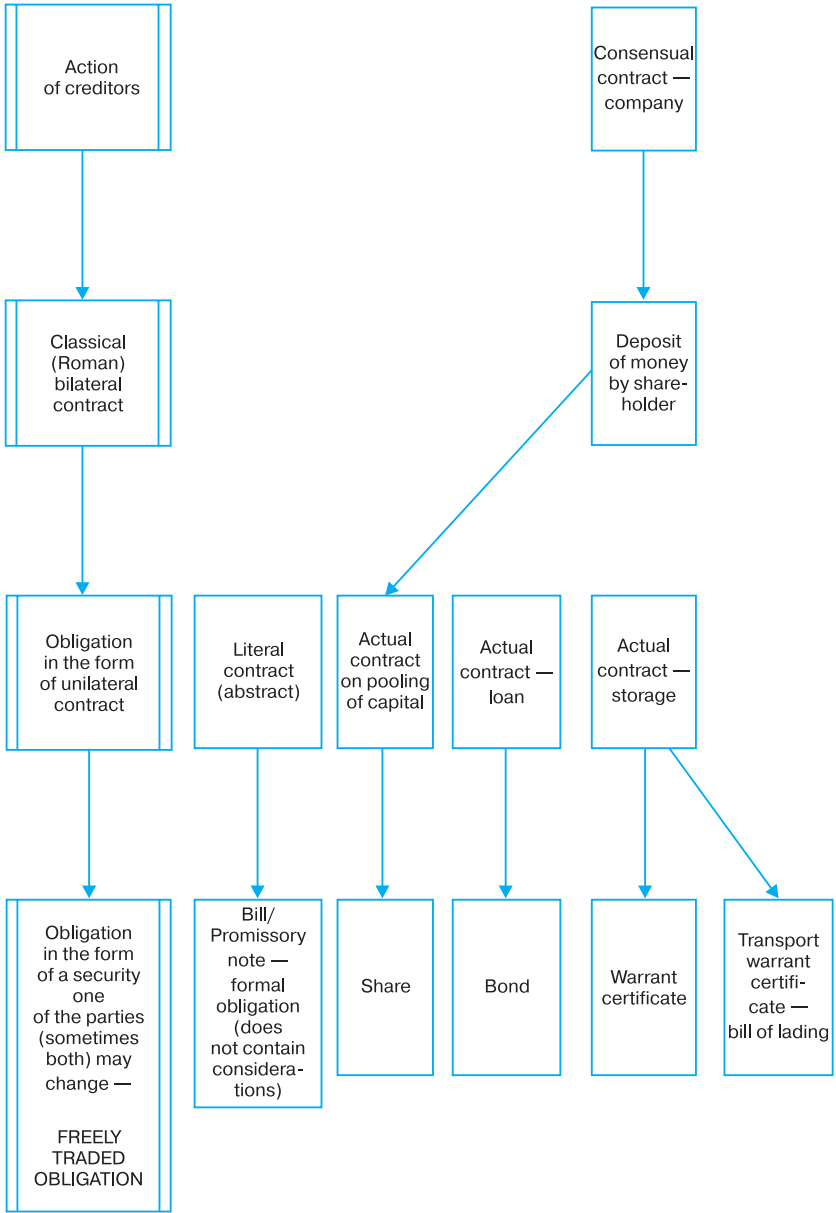 Action
of creditors
Consensual
contract —
company
Classical
(Roman)
bilateral
contract
Deposit
of money
by share-
holder
Obligation
in the form
of unilateral
contract
Literal
contract
(abstract)
Actual
contract
on pooling
of capital
Actual
contract —
loan
Actual
contract —
storage
Obligation
in the form
of a security
one
of the parties
(sometimes
both) may
change —
FREELY
TRADED
OBLIGATION
Bill/
Promissory
note —
formal
obligation
(does
not contain
considera-
tions)
Share
Bond
Warrant
certificate
Transport
warrant
certifi-
cate —
bill of lading